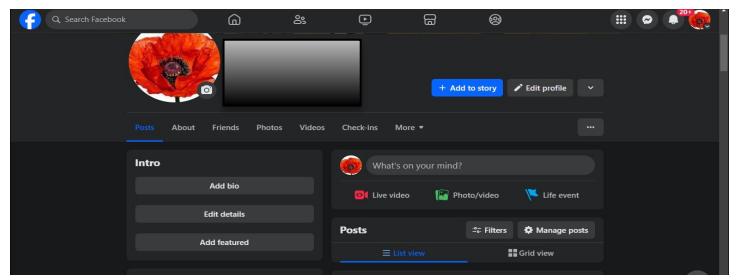 Search Facebook
20+
+ Add to story
Edit profile
Posts
About
Friends
Photos
Videos
Check-Ins
More
Intro
Add bio
Edit details
Add featured
What's on your mind?
Live video
Photo/video
Life event
Posts
Filters
Manage posts
List view
Grid view